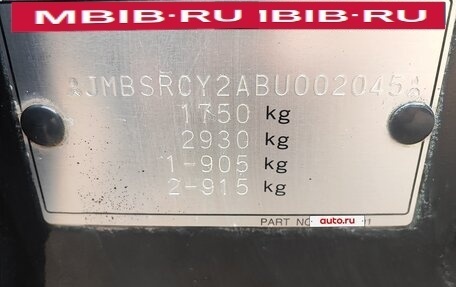 MBIB-RU IBIB-RU
JMBSRCY2ABU002045
1750 kg
2930 kg
1-905 kg
2-915 kg
PART NO auto.ru